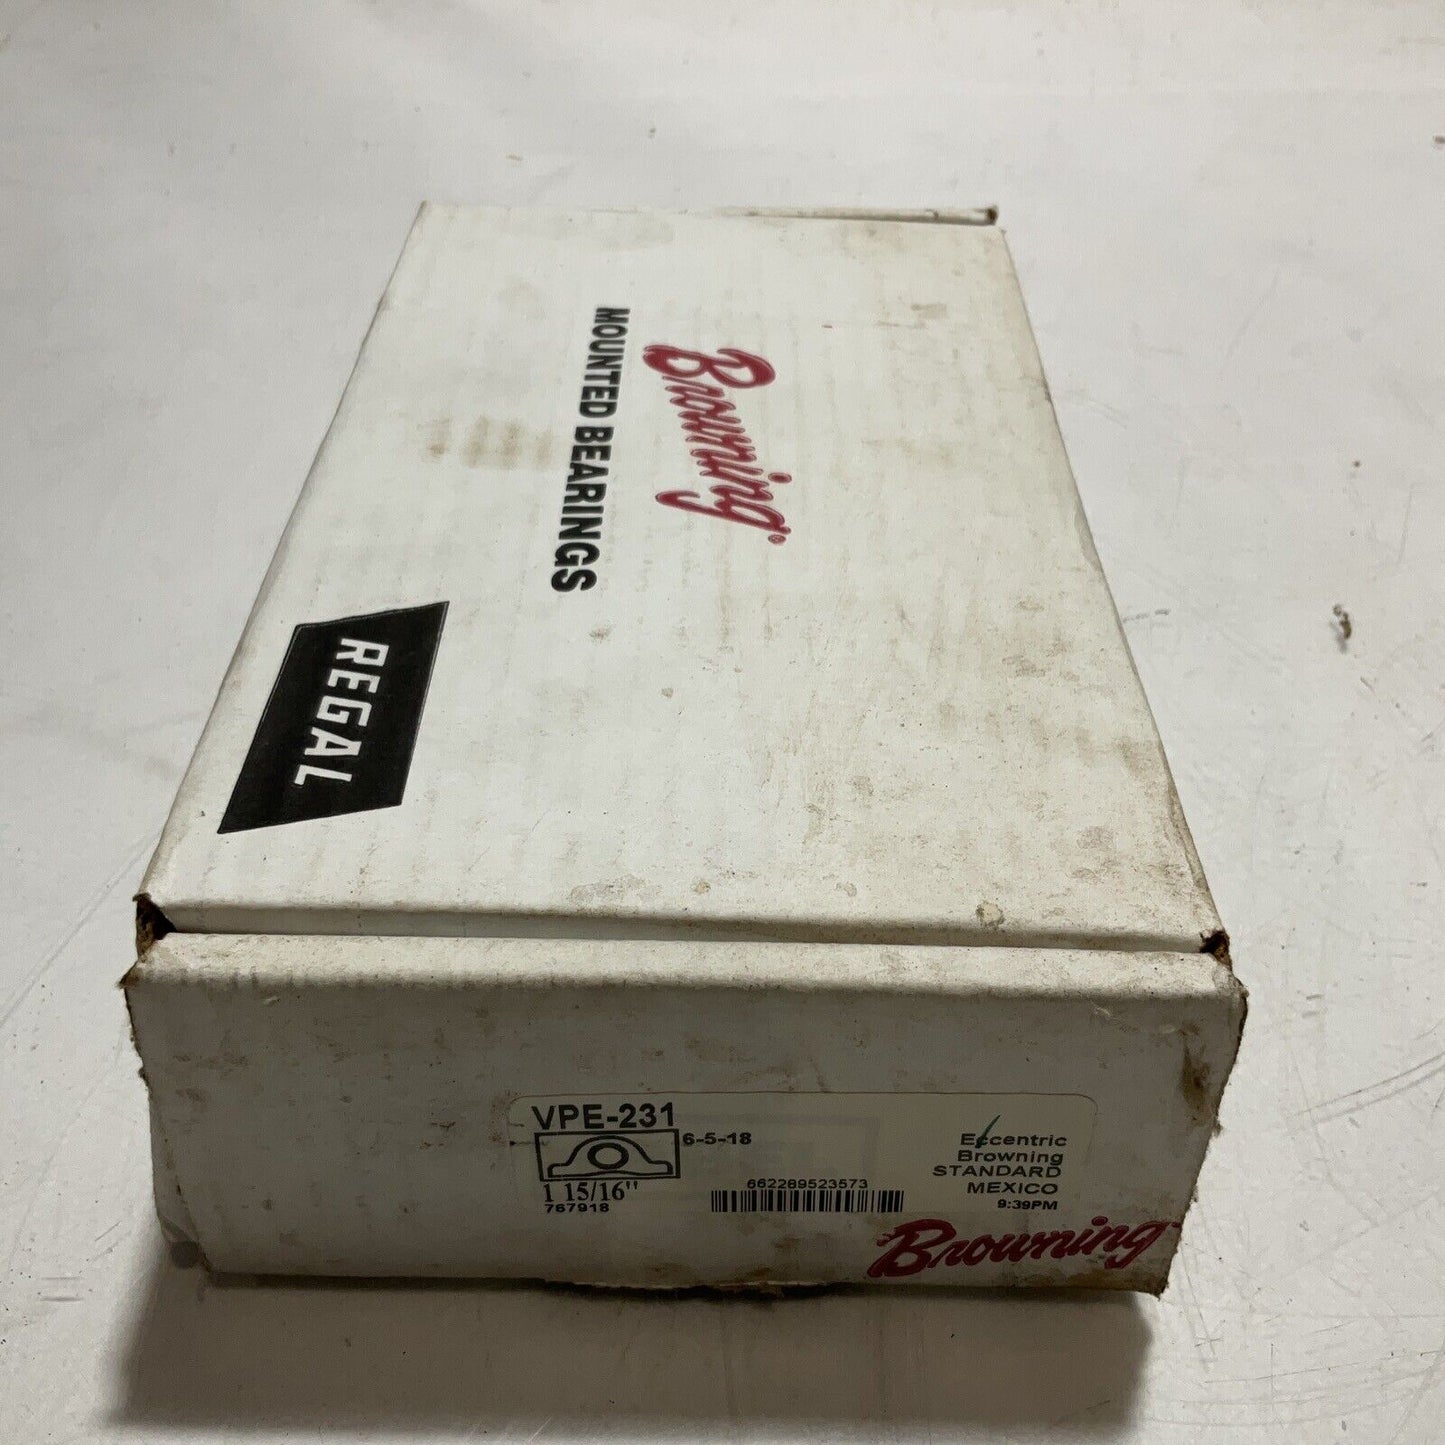 Browning®
MOUNTED BEARINGS
REGAL
VPE-231
6-5-18
1 15/16"
767918
662289523573
Eccentric
Browning
STANDARD
MEXICO
9:39PM
Browning